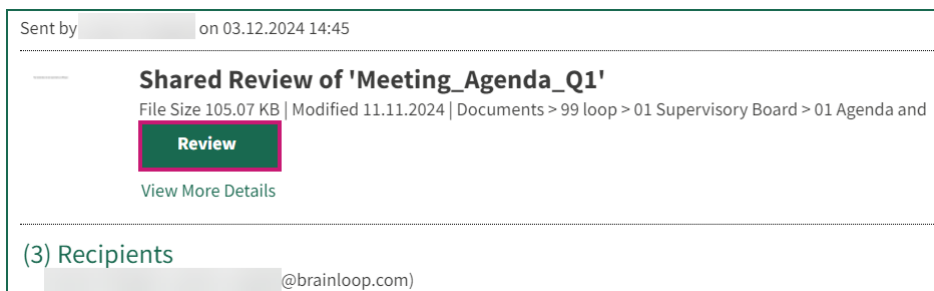 Sent by on 03.12.2024 14:45
Shared Review of 'Meeting_Agenda_Q1'
File Size 105.07 KB | Modified 11.11.2024 | Documents > 99 loop > 01 Supervisory Board > 01 Agenda and
Review
View More Details
(3) Recipients
@brainloop.com)